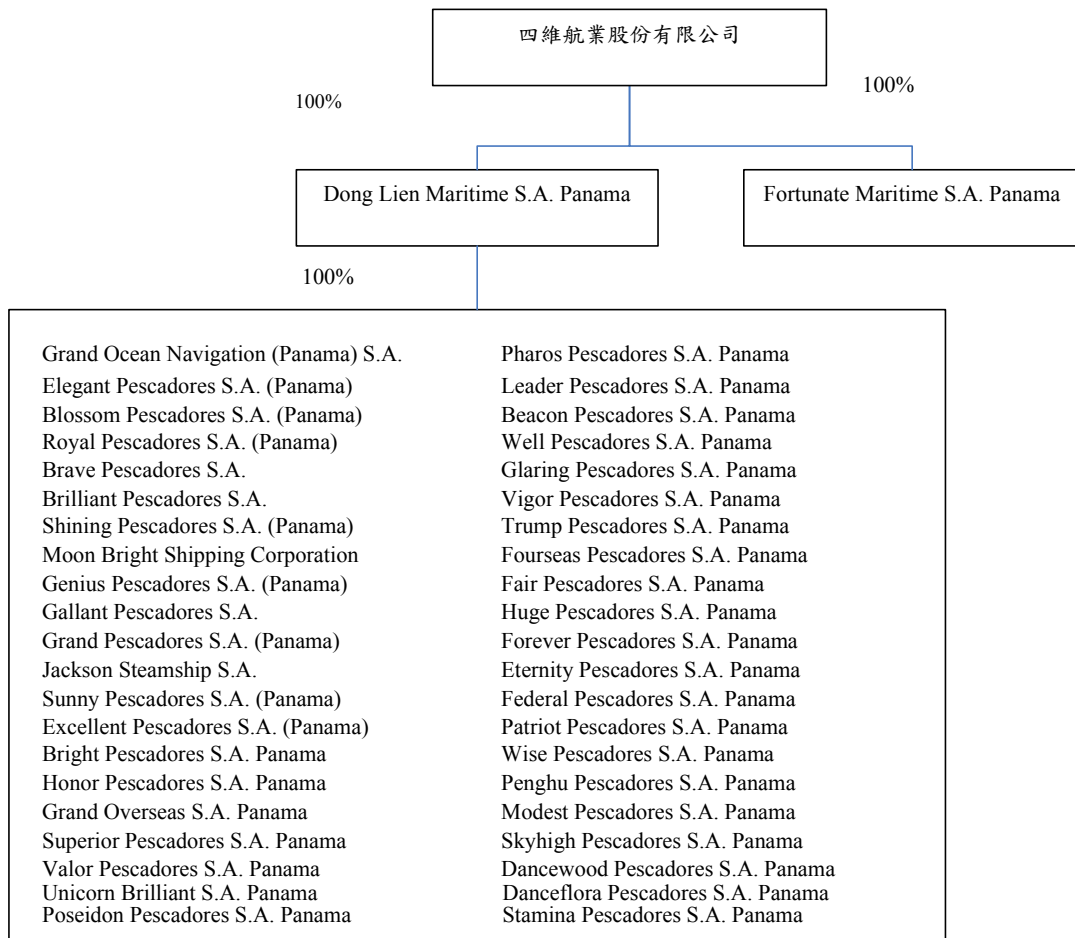 四維航業股份有限公司
100%
100%
Dong Lien Maritime S.A. Panama
Fortunate Maritime S.A. Panama
100%
Grand Ocean Navigation (Panama) S.A.
Elegant Pescadores S.A. (Panama)
Blossom Pescadores S.A. (Panama)
Royal Pescadores S.A. (Panama)
Brave Pescadores S.A.
Brilliant Pescadores S.A.
Shining Pescadores S.A. (Panama)
Moon Bright Shipping Corporation
Genius Pescadores S.A. (Panama)
Gallant Pescadores S.A.
Grand Pescadores S.A. (Panama)
Jackson Steamship S.A.
Sunny Pescadores S.A. (Panama)
Excellent Pescadores S.A. (Panama)
Bright Pescadores S.A. Panama
Honor Pescadores S.A. Panama
Grand Overseas S.A. Panama
Superior Pescadores S.A. Panama
Valor Pescadores S.A. Panama
Unicorn Brilliant S.A. Panama
Poseidon Pescadores S.A. Panama
Pharos Pescadores S.A. Panama
Leader Pescadores S.A. Panama
Beacon Pescadores S.A. Panama
Well Pescadores S.A. Panama
Glaring Pescadores S.A. Panama
Vigor Pescadores S.A. Panama
Trump Pescadores S.A. Panama
Fourseas Pescadores S.A. Panama
Fair Pescadores S.A. Panama
Huge Pescadores S.A. Panama
Forever Pescadores S.A. Panama
Eternity Pescadores S.A. Panama
Federal Pescadores S.A. Panama
Patriot Pescadores S.A. Panama
Wise Pescadores S.A. Panama
Penghu Pescadores S.A. Panama
Modest Pescadores S.A. Panama
Skyhigh Pescadores S.A. Panama
Dancewood Pescadores S.A. Panama
Danceflora Pescadores S.A. Panama
Stamina Pescadores S.A. Panama